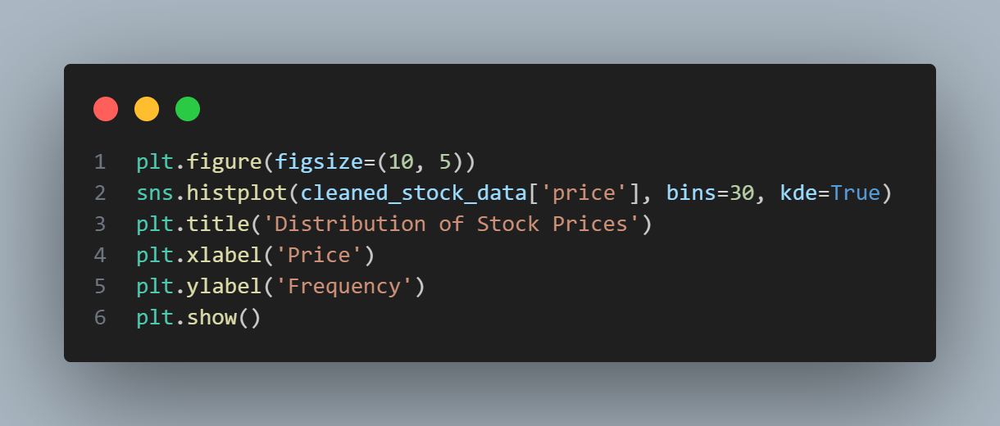 1 plt.figure(figsize=(10, 5))
2 sns.histplot(cleaned_stock_data['price'], bins=30, kde=True)
3 plt.title('Distribution of Stock Prices')
4 plt.xlabel('Price')
5 plt.ylabel('Frequency')
6 plt.show()